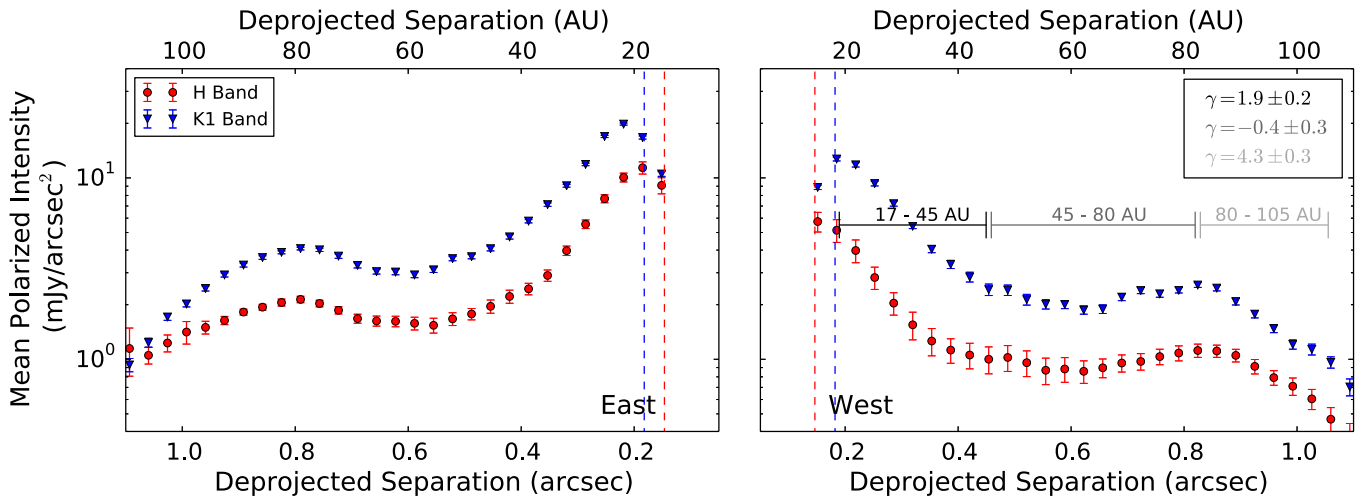 Deprojected Separation (AU)
100 80 60 40 20
Deprojected Separation (AU)
20 40 60 80 100
Mean Polarized Intensity
(mJy/arcsec²)
10¹
10⁰
H Band
K1 Band
East
1.0 0.8 0.6 0.4 0.2
Deprojected Separation (arcsec)
γ=1.9 ±0.2
γ=−0.4 ±0.3
γ=4.3 ±0.3
17 - 45 AU
45 - 80 AU
80 - 105 AU
West
0.2 0.4 0.6 0.8 1.0
Deprojected Separation (arcsec)